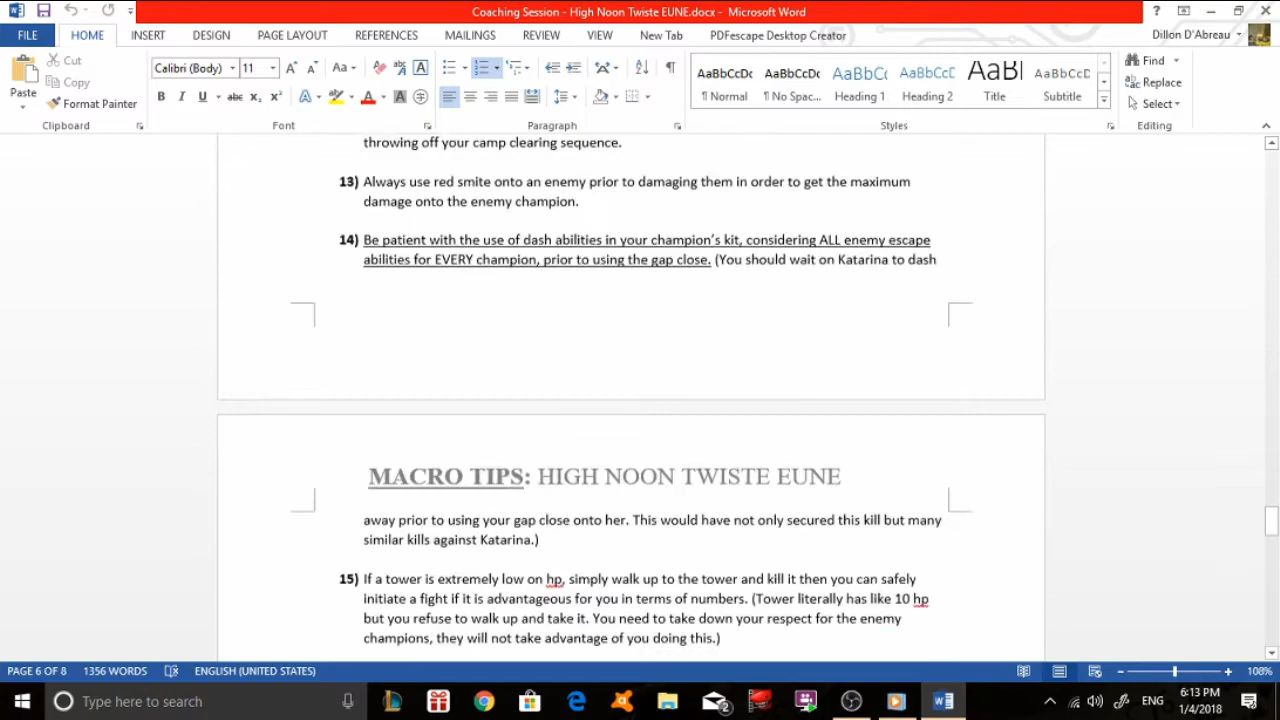 Coaching Session - High Noon Twiste EUNE.docx - Microsoft Word
FILE HOME INSERT DESIGN PAGE LAYOUT REFERENCES MAILINGS REVIEW VIEW New Tab PDFescape Desktop Creator Dillon D'Abreau
Paste
Cut
Copy
Format Painter
Clipboard
Calibri (Body) 11
Font
Paragraph
AaBbCcDc ¶ Normal
AaBbCcDc ¶ No Spac...
AaBbCc Heading 1
AaBbCcD Heading 2
AaBl Title
AaBbCcD Subtitle
Styles
Find
Replace
Select
Editing
throwing off your camp clearing sequence.
13) Always use red smite onto an enemy prior to damaging them in order to get the maximum
damage onto the enemy champion.
14) Be patient with the use of dash abilities in your champion's kit, considering ALL enemy escape
abilities for EVERY champion, prior to using the gap close. (You should wait on Katarina to dash
MACRO TIPS: HIGH NOON TWISTE EUNE
away prior to using your gap close onto her. This would have not only secured this kill but many
similar kills against Katarina.)
15) If a tower is extremely low on hp, simply walk up to the tower and kill it then you can safely
initiate a fight if it is advantageous for you in terms of numbers. (Tower literally has like 10 hp
but you refuse to walk up and take it. You need to take down your respect for the enemy
champions, they will not take advantage of you doing this.)
PAGE 6 OF 8 1356 WORDS ENGLISH (UNITED STATES) 108%
Type here to search
2
ENG
6:13 PM
1/4/2018